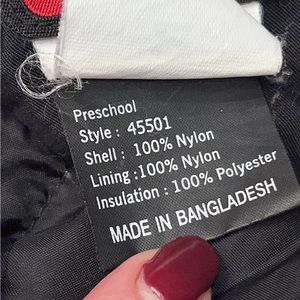 Preschool
Style : 45501
Shell : 100% Nylon
Lining :100% Nylon
Insulation : 100% Polyester
MADE IN BANGLADESH